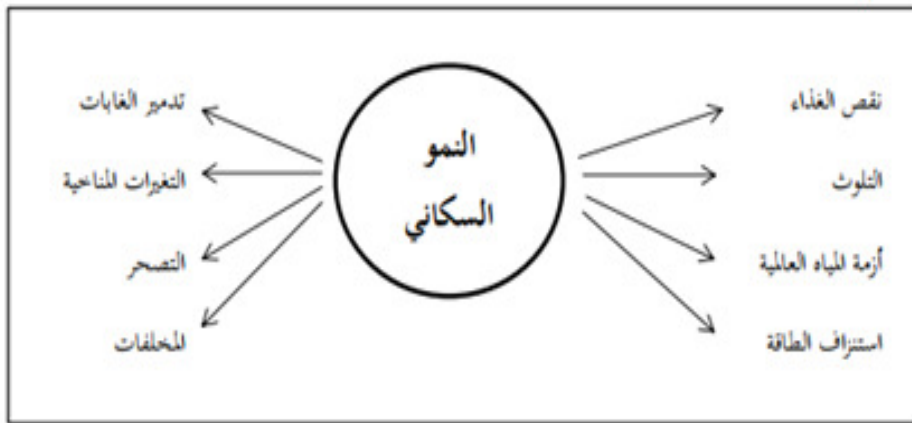 النمو
السكاني
نقص الغذاء
التلوث
أزمة المياه العالمية
استنزاف الطاقة
تدمير الغابات
التغيرات المناخية
التصحر
المخلفات